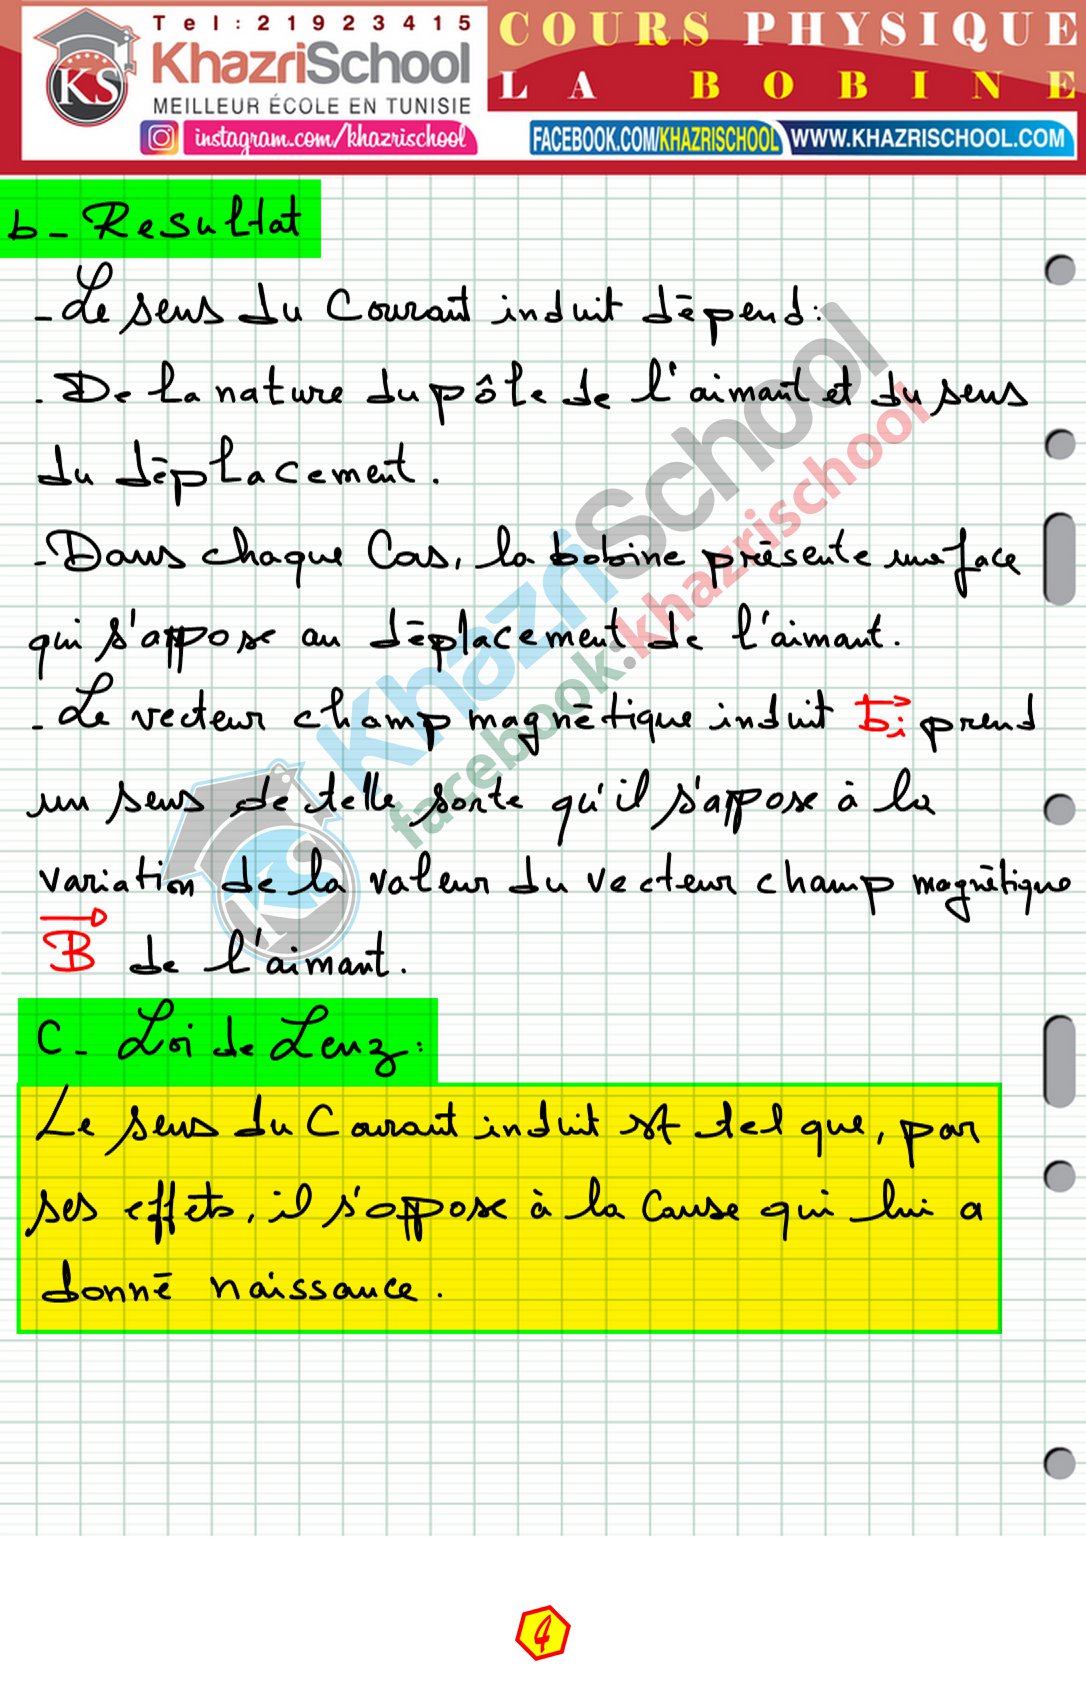 Tel: 21923415
KhazriSchool
MEILLEUR ÉCOLE EN TUNISIE
instagram.com/khazrischool
COURS PHYSIQUE
LA BOBINE
FACEBOOK.COM/KHAZRISCHOOL
WWW.KHAZRISCHOOL.COM
KS
b- Resultat
- Le sens du Courant induit dépend:
. De la nature du pôle de l'aimant et du sens
du déplacement.
- Dans chaque Cas, la bobine présente une face
qui s'oppose au déplacement de l'aimant.
- Le vecteur champ magnétique induit bi prend
un sens de telle sorte qu'il s'oppose à la
variation de la valeur du vecteur champ magnétique
B de l'aimant.
C- Loi de Lenz:
Le sens du Courant induit est tel que, par
ses effets, il s'oppose à la Cause qui lui a
donné naissance.
KhazriSchool
facebook:khazrischool
KS
4